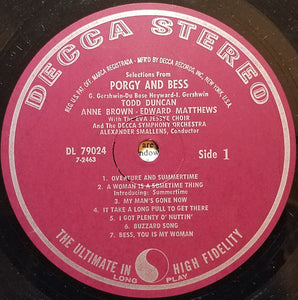 DECCA STEREO
REG. U.S. PAT. OFF. MARCA REGISTRADA · MF'D BY DECCA RECORDS, INC., NEW YORK, U.S.A.
Selections From
PORGY AND BESS
G. Gershwin-Du Bose Heyward-I. Gershwin
TODD DUNCAN
ANNE BROWN · EDWARD MATTHEWS
With THE EVA JESSYE CHOIR
And THE DECCA SYMPHONY ORCHESTRA
ALEXANDER SMALLENS, Conductor
DL 79024
7-2463
are
ndow
Side 1
1. OVERTURE AND SUMMERTIME
2. A WOMAN IS A SOMETIME THING
Introducing: SUMMERTIME
3. MY MAN'S GONE NOW
4. IT TAKE A LONG PULL TO GET THERE
5. I GOT PLENTY O' NUTTIN'
6. BUZZARD SONG
7. BESS, YOU IS MY WOMAN
THE ULTIMATE IN HIGH FIDELITY
LONG PLAY